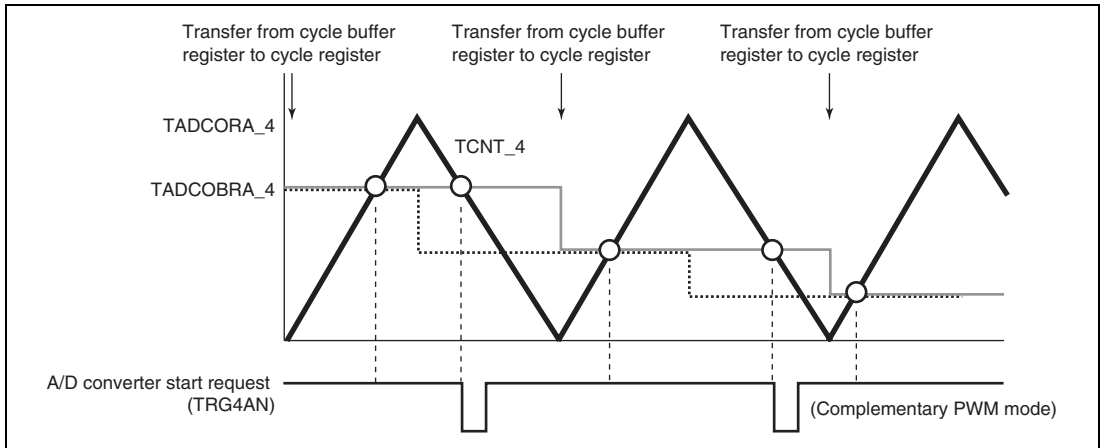 Transfer from cycle buffer
register to cycle register
Transfer from cycle buffer
register to cycle register
Transfer from cycle buffer
register to cycle register
TADCORA_4
TCNT_4
TADCOBRA_4
A/D converter start request
(TRG4AN)
(Complementary PWM mode)